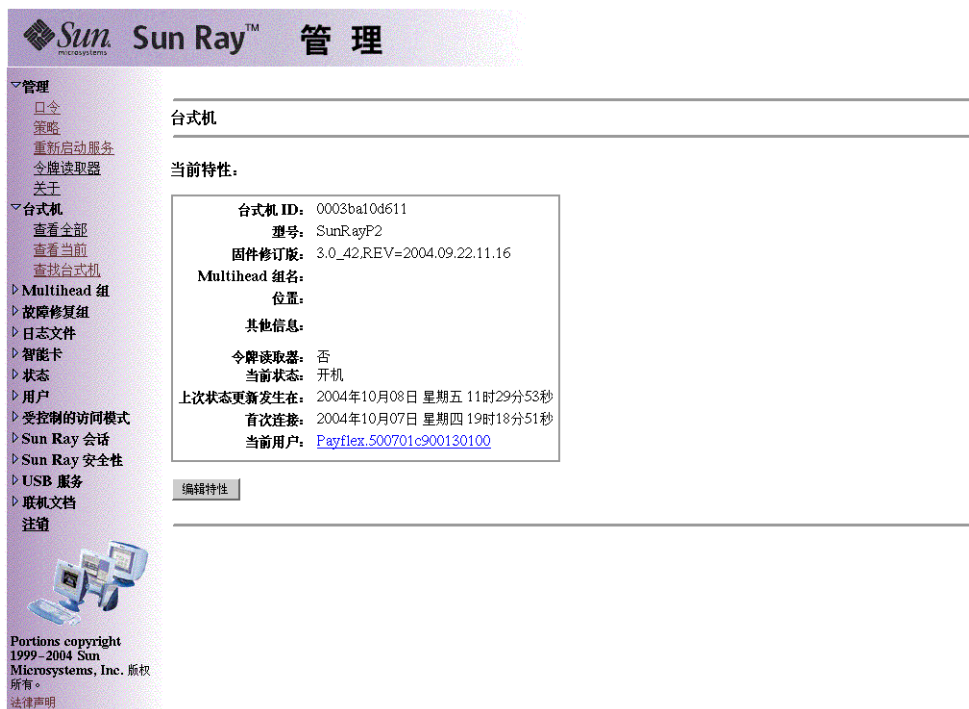 Sun microsystems Sun Ray™ 管理
管理
口令
策略
重新启动服务
令牌读取器
关于
台式机
查看全部
查看当前
查找台式机
Multihead 组
故障修复组
日志文件
智能卡
状态
用户
受控制的访问模式
Sun Ray 会话
Sun Ray 安全性
USB 服务
联机文档
注销
Portions copyright
1999-2004 Sun
Microsystems, Inc. 版权
所有。
法律声明
台式机
当前特性：
台式机 ID： 0003ba10d611
型号： SunRayP2
固件修订版： 3.0_42,REV=2004.09.22.11.16
Multihead 组名：
位置：
其他信息：
令牌读取器： 否
当前状态： 开机
上次状态更新发生在： 2004年10月08日 星期五 11时29分53秒
首次连接： 2004年10月07日 星期四 19时18分51秒
当前用户： Payflex.500701c900130100
编辑特性